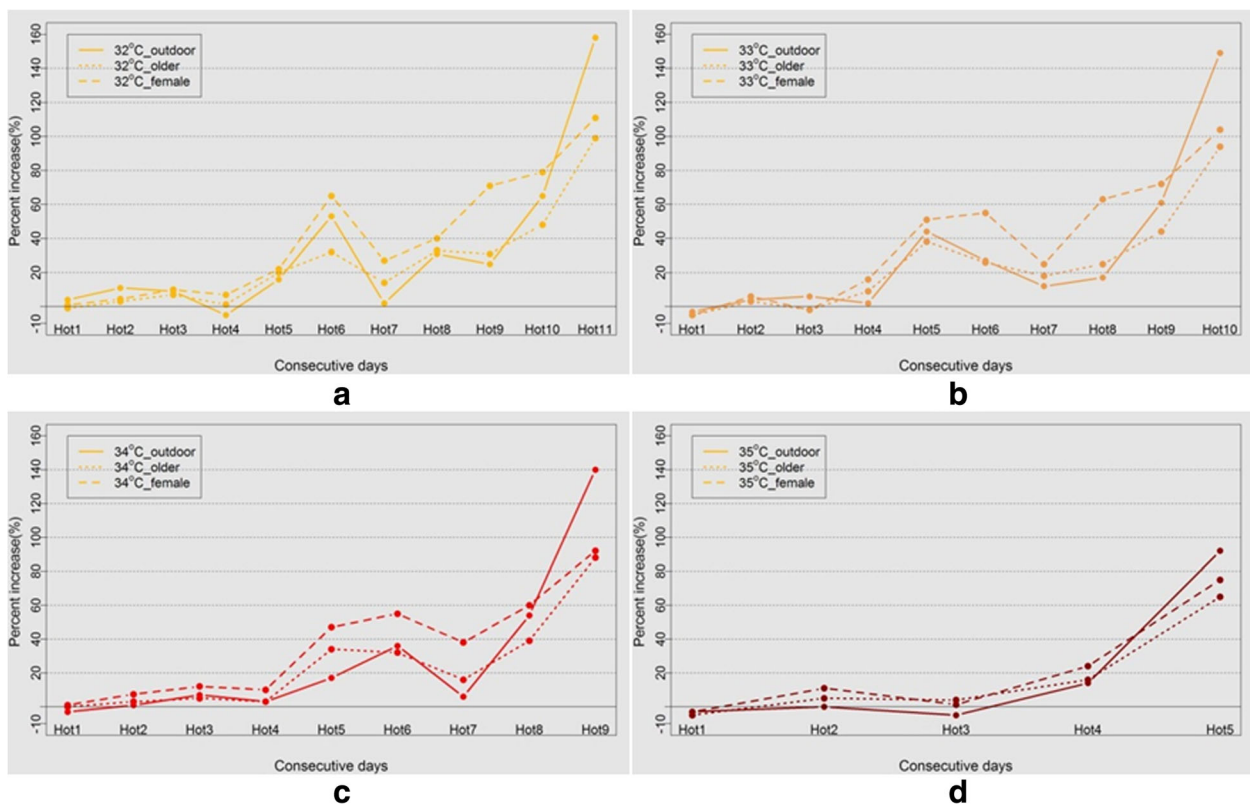 Percent increase(%)
160
140
120
100
80
60
40
20
-10
32°C_outdoor
32°C_older
32°C_female
Hot1 Hot2 Hot3 Hot4 Hot5 Hot6 Hot7 Hot8 Hot9 Hot10 Hot11
Consecutive days
a
Percent increase(%)
160
140
120
100
80
60
40
20
-10
33°C_outdoor
33°C_older
33°C_female
Hot1 Hot2 Hot3 Hot4 Hot5 Hot6 Hot7 Hot8 Hot9 Hot10
Consecutive days
b
Percent increase(%)
160
140
120
100
80
60
40
20
-10
34°C_outdoor
34°C_older
34°C_female
Hot1 Hot2 Hot3 Hot4 Hot5 Hot6 Hot7 Hot8 Hot9
Consecutive days
c
Percent increase(%)
160
140
120
100
80
60
40
20
-10
35°C_outdoor
35°C_older
35°C_female
Hot1 Hot2 Hot3 Hot4 Hot5
Consecutive days
d